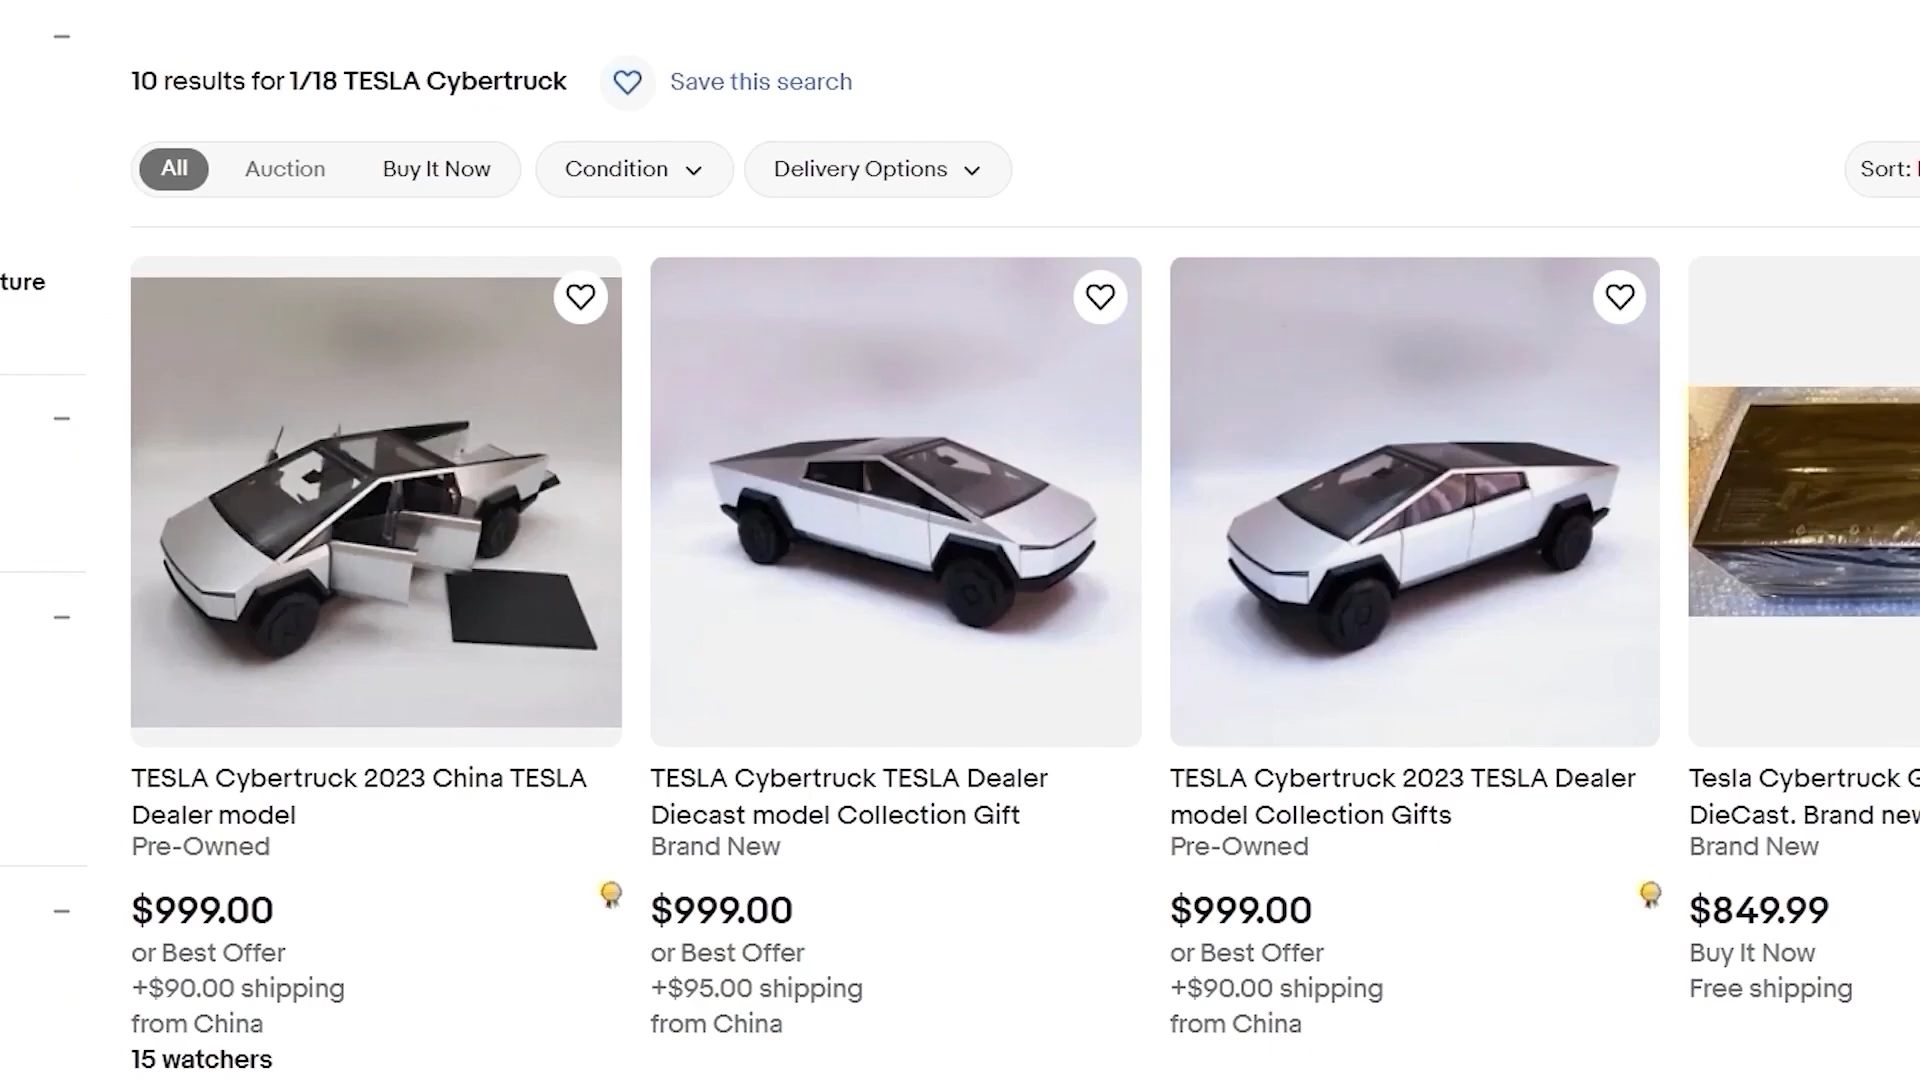 10 results for 1/18 TESLA Cybertruck
Save this search
All
Auction
Buy It Now
Condition
Delivery Options
Sort:
ture
TESLA Cybertruck 2023 China TESLA
Dealer model
Pre-Owned
$999.00
or Best Offer
+$90.00 shipping
from China
15 watchers
TESLA Cybertruck TESLA Dealer
Diecast model Collection Gift
Brand New
$999.00
or Best Offer
+$95.00 shipping
from China
TESLA Cybertruck 2023 TESLA Dealer
model Collection Gifts
Pre-Owned
$999.00
or Best Offer
+$90.00 shipping
from China
Tesla Cybertruck
DieCast. Brand new
Brand New
$849.99
Buy It Now
Free shipping